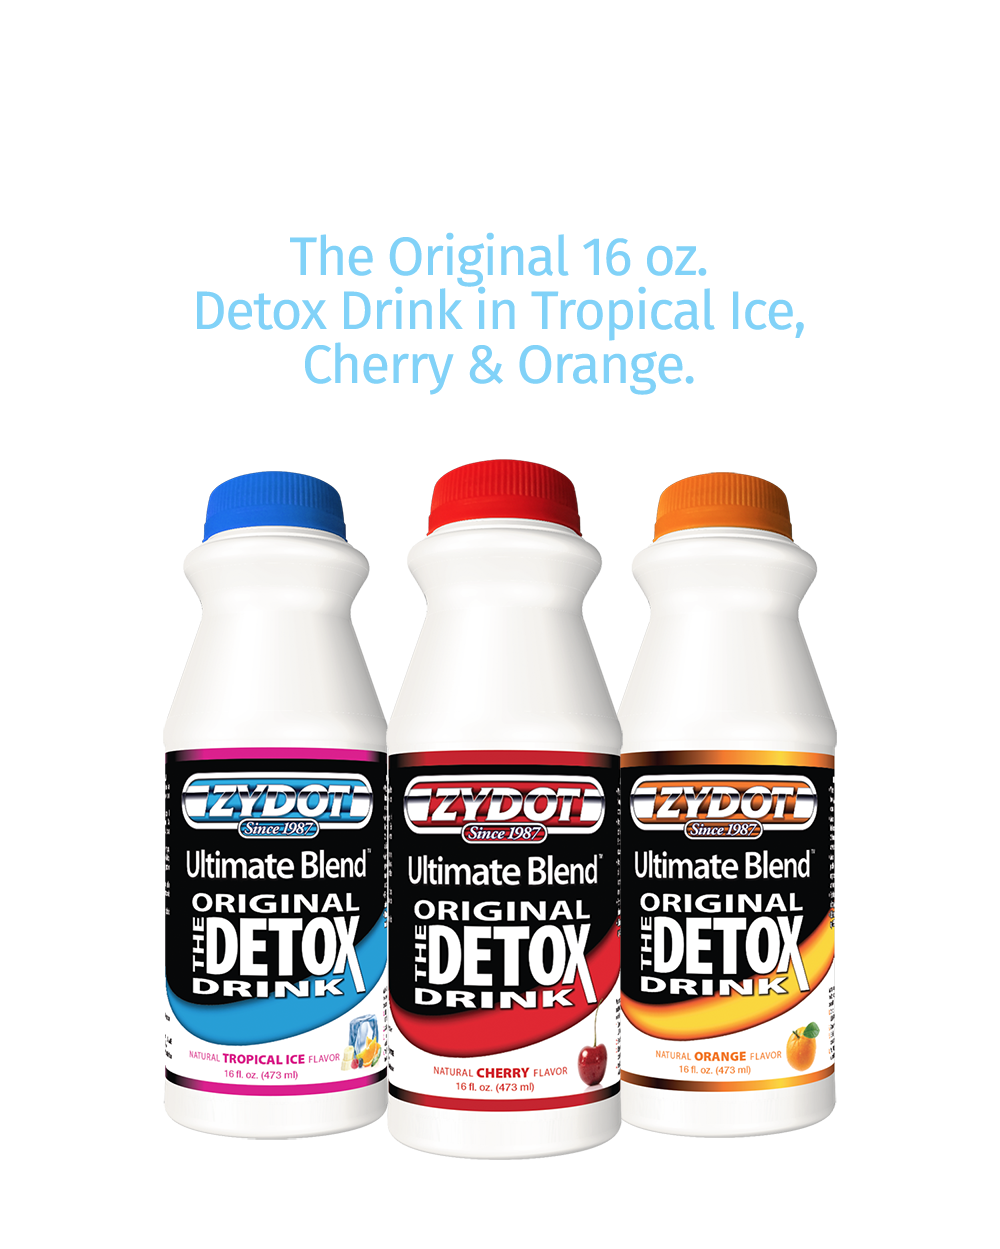 The Original 16 oz.
Detox Drink in Tropical Ice,
Cherry & Orange.
ZYDOT
Since 1987
Ultimate Blend™
THE ORIGINAL
DETOX
DRINK
NATURAL TROPICAL ICE FLAVOR
16 fl. oz. (473 ml)
ZYDOT
Since 1987
Ultimate Blend™
THE ORIGINAL
DETOX
DRINK
NATURAL CHERRY FLAVOR
16 fl. oz. (473 ml)
ZYDOT
Since 1987
Ultimate Blend™
THE ORIGINAL
DETOX
DRINK
NATURAL ORANGE FLAVOR
16 fl. oz. (473 ml)